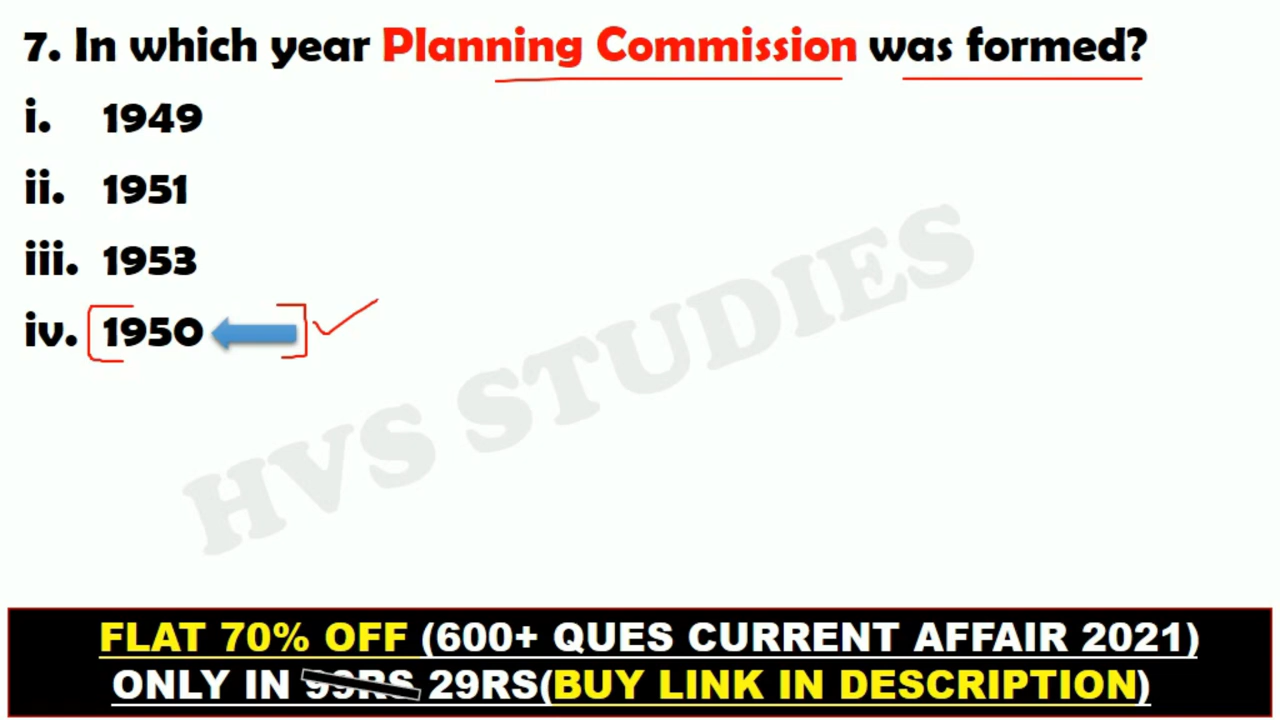 7. In which year Planning Commission was formed?
i. 1949
ii. 1951
iii. 1953
iv. 1950
HVS STUDIES
FLAT 70% OFF (600+ QUES CURRENT AFFAIR 2021)
ONLY IN 99RS 29RS(BUY LINK IN DESCRIPTION)